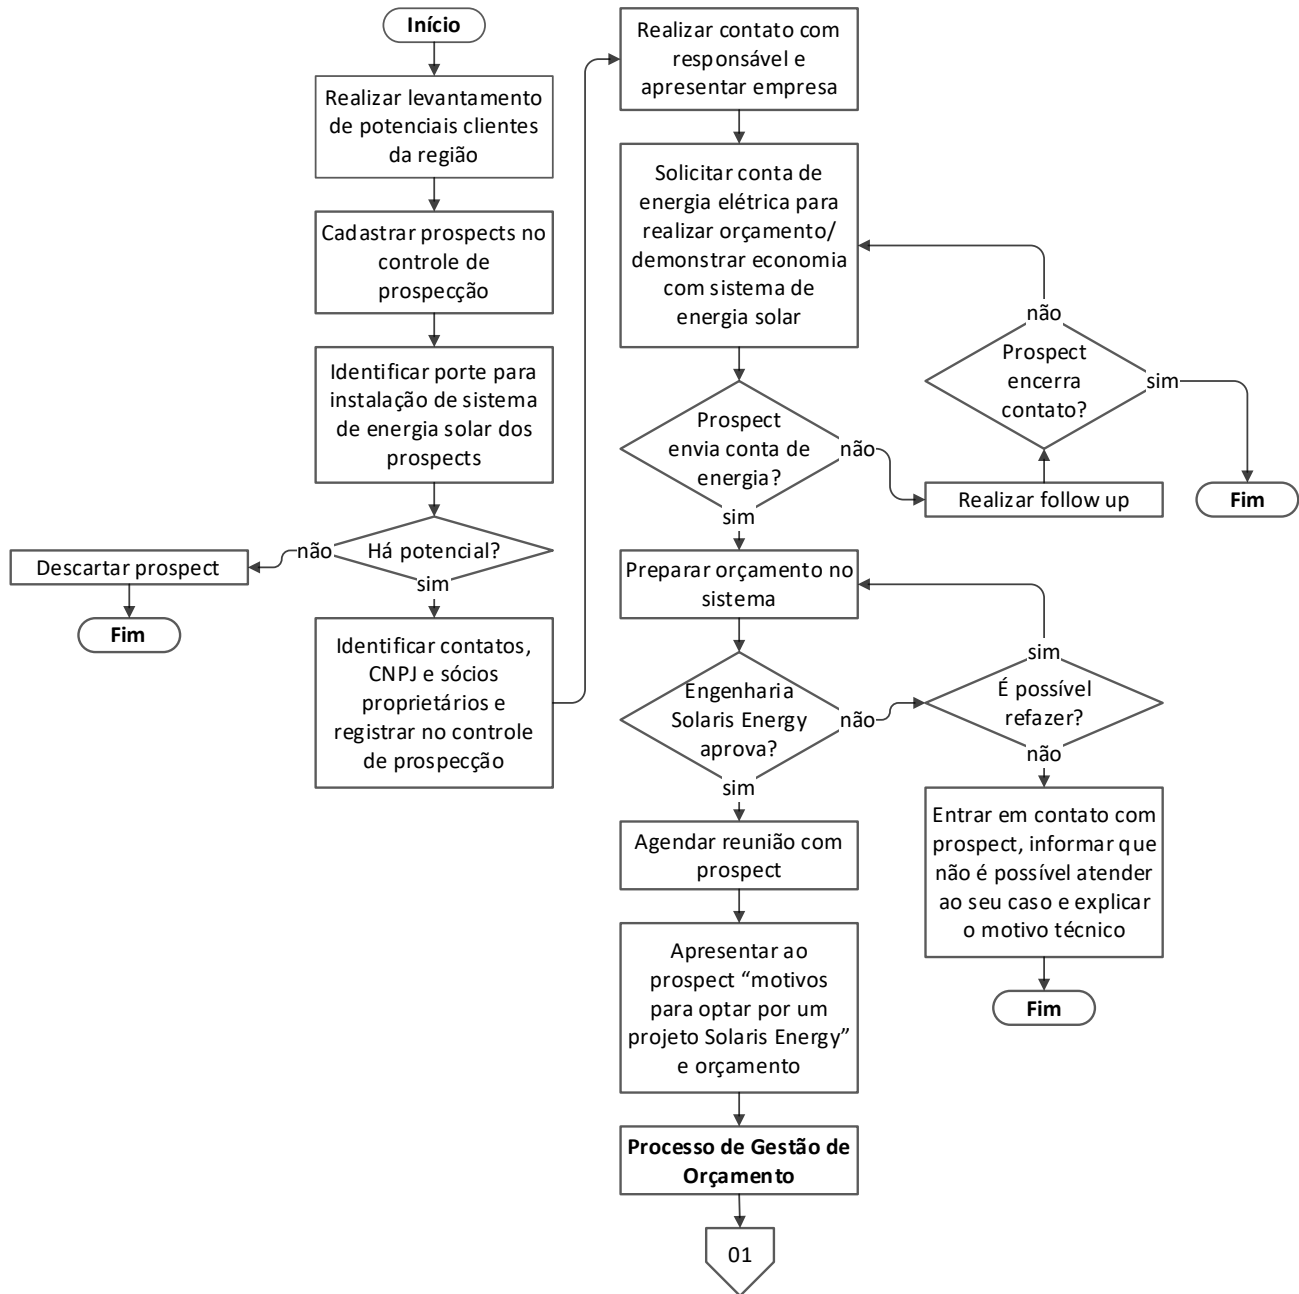 Início
Realizar levantamento
de potenciais clientes
da região
Cadastrar prospects no
controle de
prospecção
Identificar porte para
instalação de sistema
de energia solar dos
prospects
Há potencial?
não
Descartar prospect
Fim
sim
Identificar contatos,
CNPJ e sócios
proprietários e
registrar no controle
de prospecção
Realizar contato com
responsável e
apresentar empresa
Solicitar conta de
energia elétrica para
realizar orçamento/
demonstrar economia
com sistema de
energia solar
Prospect
envia conta de
energia?
não
Realizar follow up
Prospect
encerra
contato?
não
sim
Fim
sim
Preparar orçamento no
sistema
Engenharia
Solaris Energy
aprova?
não
É possível
refazer?
sim
não
Entrar em contato com
prospect, informar que
não é possível atender
ao seu caso e explicar
o motivo técnico
Fim
sim
Agendar reunião com
prospect
Apresentar ao
prospect “motivos
para optar por um
projeto Solaris Energy”
e orçamento
Processo de Gestão de
Orçamento
01